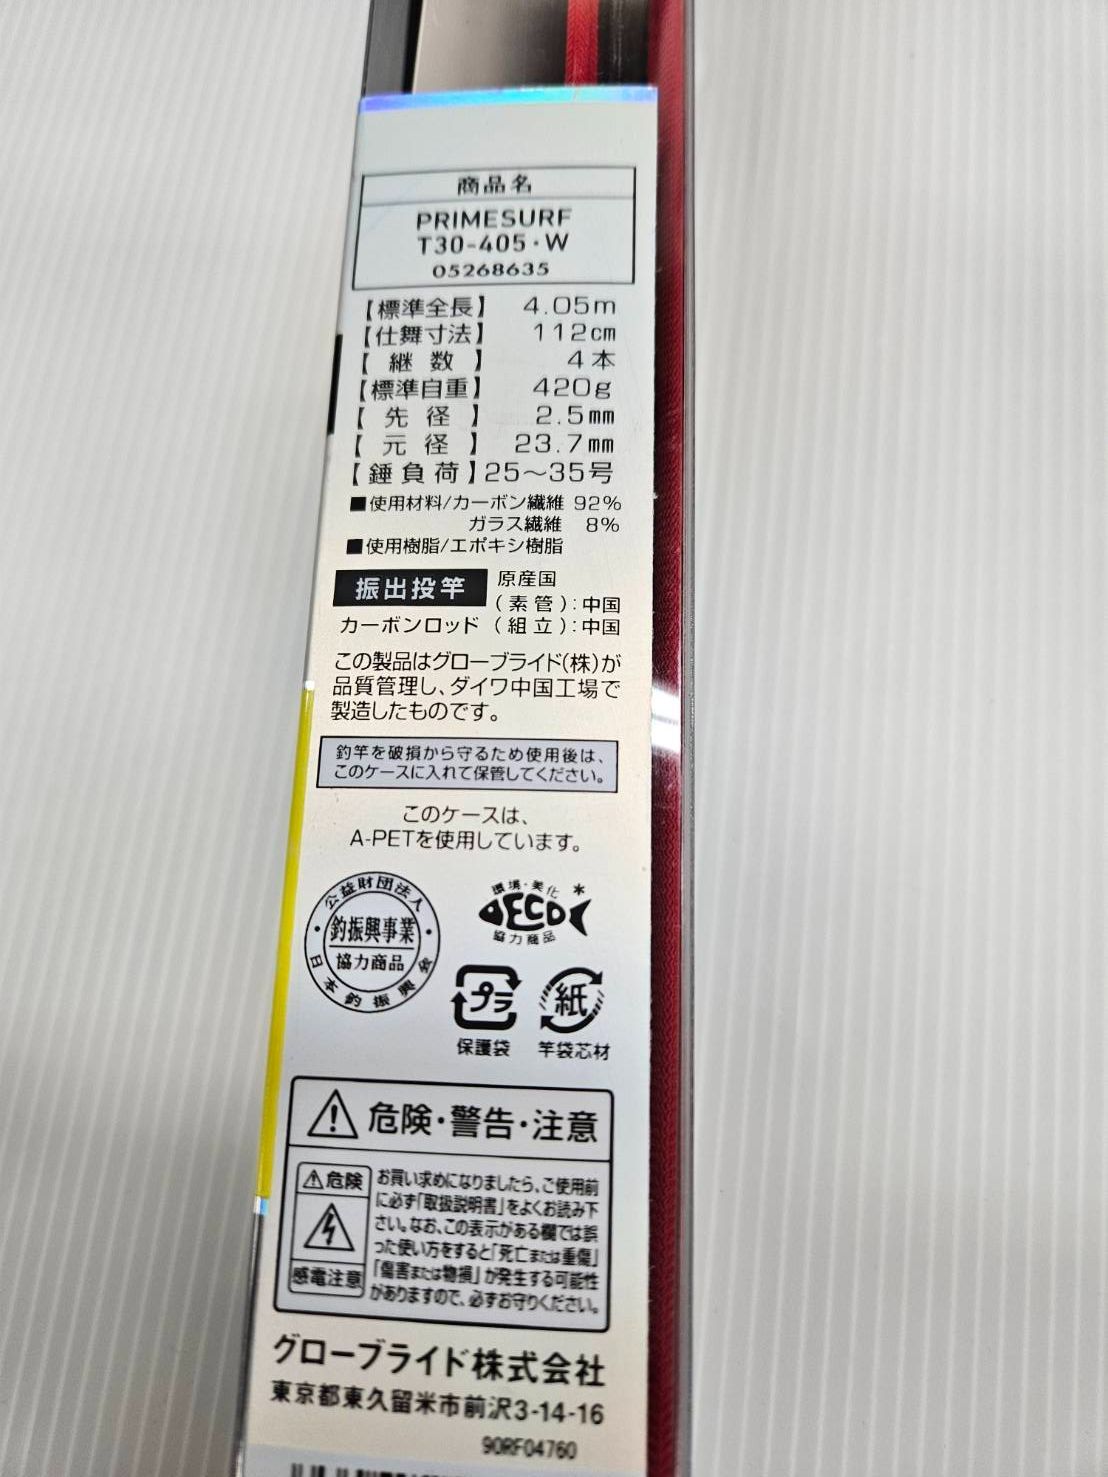 商品名
PRIMESURF
T30-405・W
05268635
【標準全長】 4.05m
【仕舞寸法】 112cm
【 継 数 】 4本
【標準自重】 420g
【 先 径 】 2.5mm
【 元 径 】 23.7mm
【錘負荷】25～35号
■使用材料/カーボン繊維 92%
ガラス繊維 8%
■使用樹脂/エポキシ樹脂
振出投竿 原産国
(素管):中国
カーボンロッド (組立):中国
この製品はグローブライド(株)が
品質管理し、ダイワ中国工場で
製造したものです。
釣竿を破損から守るため使用後は、
このケースに入れて保管してください。
このケースは、
A-PETを使用しています。
公益財団法人
釣振興事業
協力商品
日本釣振興会
環境・美化
ECO
協力商品
プラ 紙
保護袋 竿袋芯材
危険・警告・注意
危険
感電注意
お買い求めになりましたら、ご使用前
に必ず「取扱説明書」をよくお読み下
さい。なお、この表示がある欄では誤
った使い方をすると「死亡または重傷」
「傷害または物損」が発生する可能性
がありますので、必ずお守りください。
グローブライド株式会社
東京都東久留米市前沢3-14-16
90RF04760